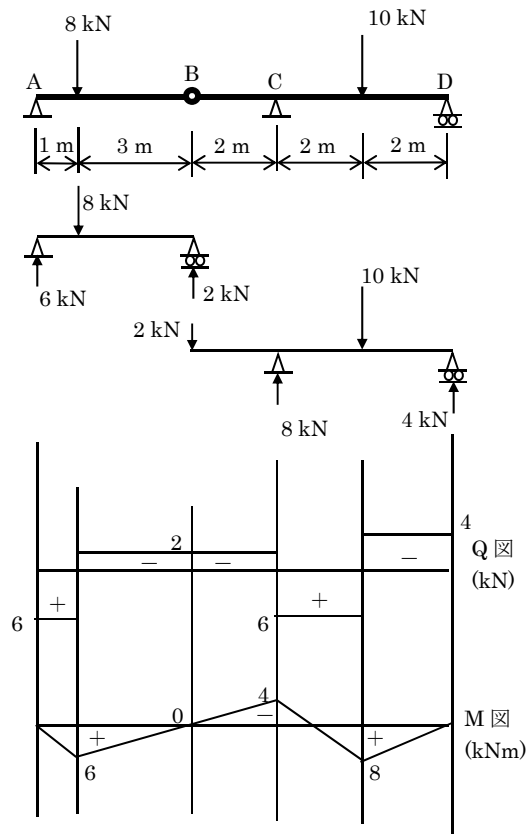 8 kN 10 kN
A B C D
1 m 3 m 2 m 2 m 2 m
8 kN
6 kN 2 kN
10 kN
2 kN
8 kN 4 kN
4
2
Q 図
− − −
(kN)
+ +
6 6
4
0 M 図
−
+ +
(kNm)
6 8